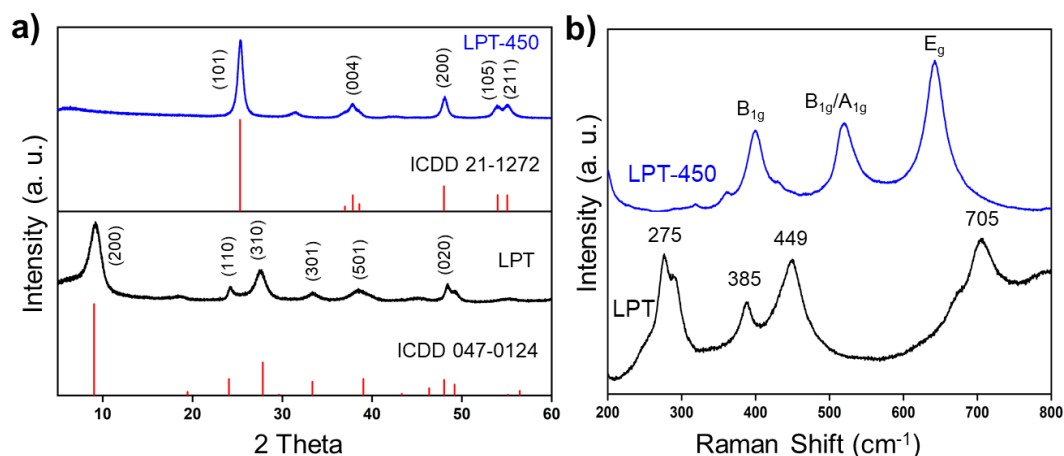 a)
Intensity (a. u.)
LPT-450
(101)
(004)
(200)
(105)
(211)
ICDD 21-1272
(200)
(110)
(310)
(301)
(501)
(020)
LPT
ICDD 047-0124
10 20 30 40 50 60
2 Theta
b)
Intensity (a. u.)
B1g
B1g/A1g
Eg
LPT-450
275
385
449
705
LPT
200 300 400 500 600 700 800
Raman Shift (cm-1)